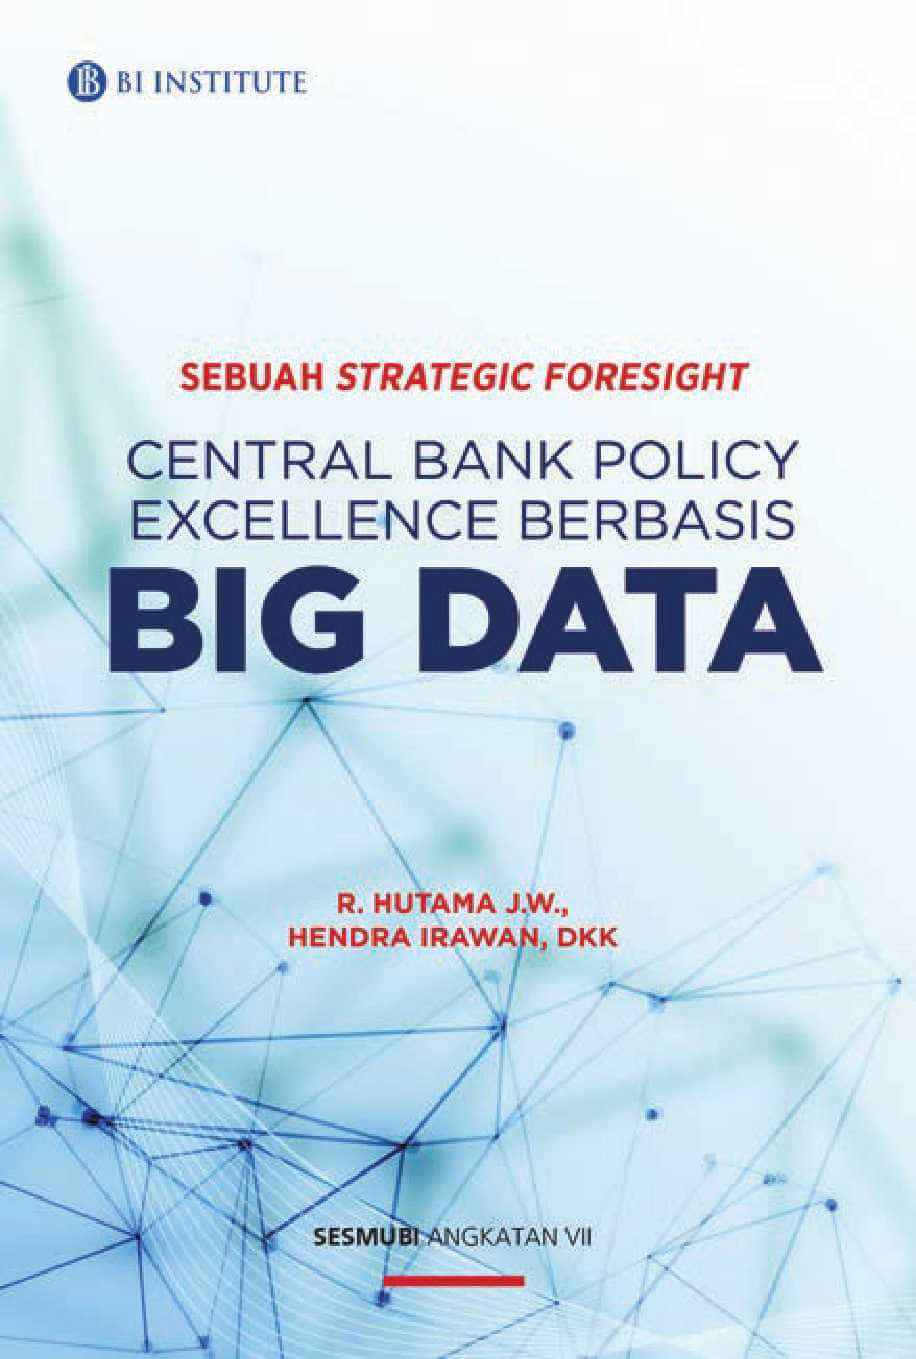 BI INSTITUTE
SEBUAH STRATEGIC FORESIGHT
CENTRAL BANK POLICY
EXCELLENCE BERBASIS
BIG DATA
R. HUTAMA J.W.,
HENDRA IRAWAN, DKK
SESMUBI ANGKATAN VII